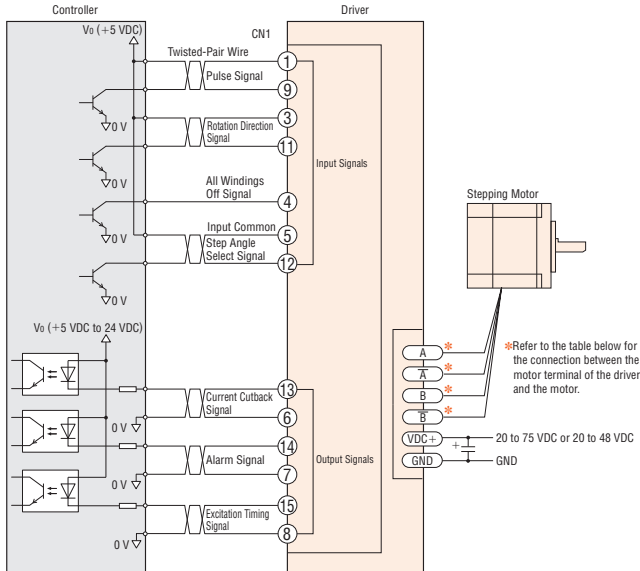 Controller
Driver
V₀ (+5 VDC)
CN1
Twisted-Pair Wire
1
Pulse Signal
9
0 V
3
Rotation Direction
Signal
11
0 V
Input Signals
All Windings
Off Signal
4
0 V
Input Common
5
Step Angle
Select Signal
12
0 V
Stepping Motor
V₀ (+5 VDC to 24 VDC)
A *
A̅ *
B *
B̅ *
*Refer to the table below for
the connection between the
motor terminal of the driver
and the motor.
VDC+
+
20 to 75 VDC or 20 to 48 VDC
GND
GND
13
Current Cutback
Signal
0 V
6
14
Alarm Signal
Output Signals
0 V
7
15
Excitation Timing
Signal
0 V
8